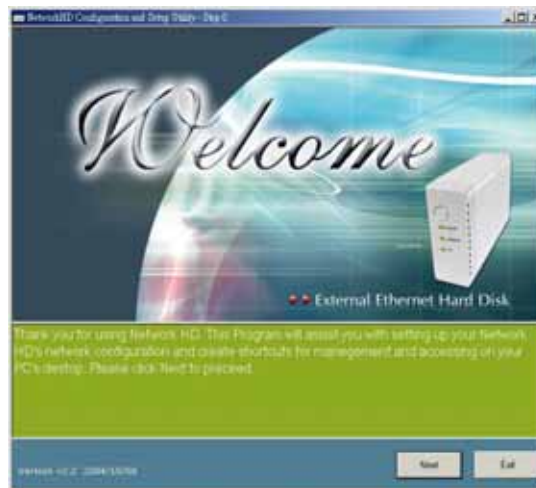 NetworkHD Configuration and Setup Utility - Step 0
Welcome
External Ethernet Hard Disk
Thank you for using Network HD. This Program will assist you with setting up your Network
HD's network configuration and create shortcuts for management and accessing on your
PC's destop. Please click Next to proceed.
Version
Next
Exit